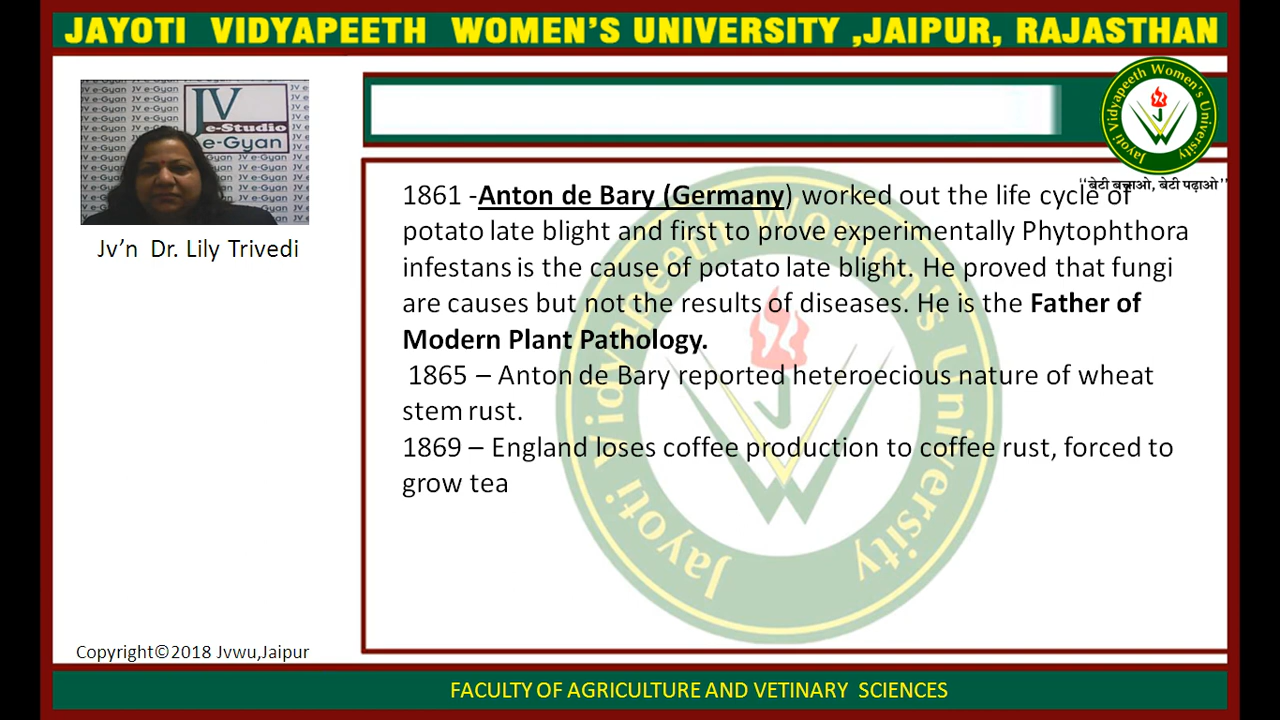 JAYOTI VIDYAPEETH WOMEN'S UNIVERSITY ,JAIPUR, RAJASTHAN
JV
e-Studio
e-Gyan
Jv'n Dr. Lily Trivedi
Jayoti Vidyapeeth Women's University
"बेटी बचाओ, बेटी पढ़ाओ"
1861 -Anton de Bary (Germany) worked out the life cycle of
potato late blight and first to prove experimentally Phytophthora
infestans is the cause of potato late blight. He proved that fungi
are causes but not the results of diseases. He is the Father of
Modern Plant Pathology.
1865 – Anton de Bary reported heteroecious nature of wheat
stem rust.
1869 – England loses coffee production to coffee rust, forced to
grow tea
Jayoti Vidyapeeth Women's University
Copyright©2018 Jvwu,Jaipur
FACULTY OF AGRICULTURE AND VETINARY SCIENCES